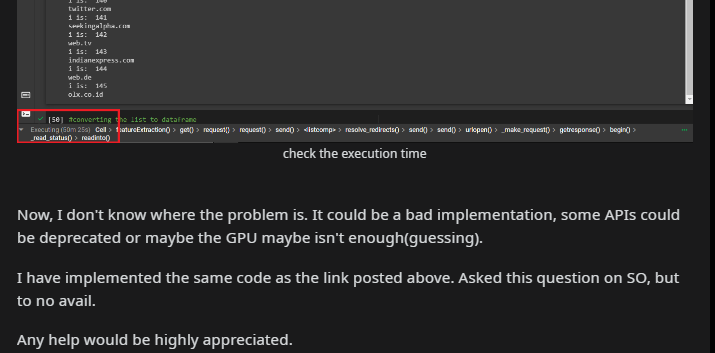 i is:  140
twitter.com
i is:  141
seekingalpha.com
i is:  142
web.tv
i is:  143
indianexpress.com
i is:  144
web.de
i is:  145
olx.co.id
[50] #converting the list to dataframe
Executing (50m 25s) Cell > featureExtraction() > get() > request() > request() > send() > <listcomp> > resolve_redirects() > send() > send() > urlopen() > _make_request() > getresponse() > begin() >
_read_status() > readinto()
check the execution time
Now, I don't know where the problem is. It could be a bad implementation, some APIs could
be deprecated or maybe the GPU maybe isn't enough(guessing).
I have implemented the same code as the link posted above. Asked this question on SO, but
to no avail.
Any help would be highly appreciated.